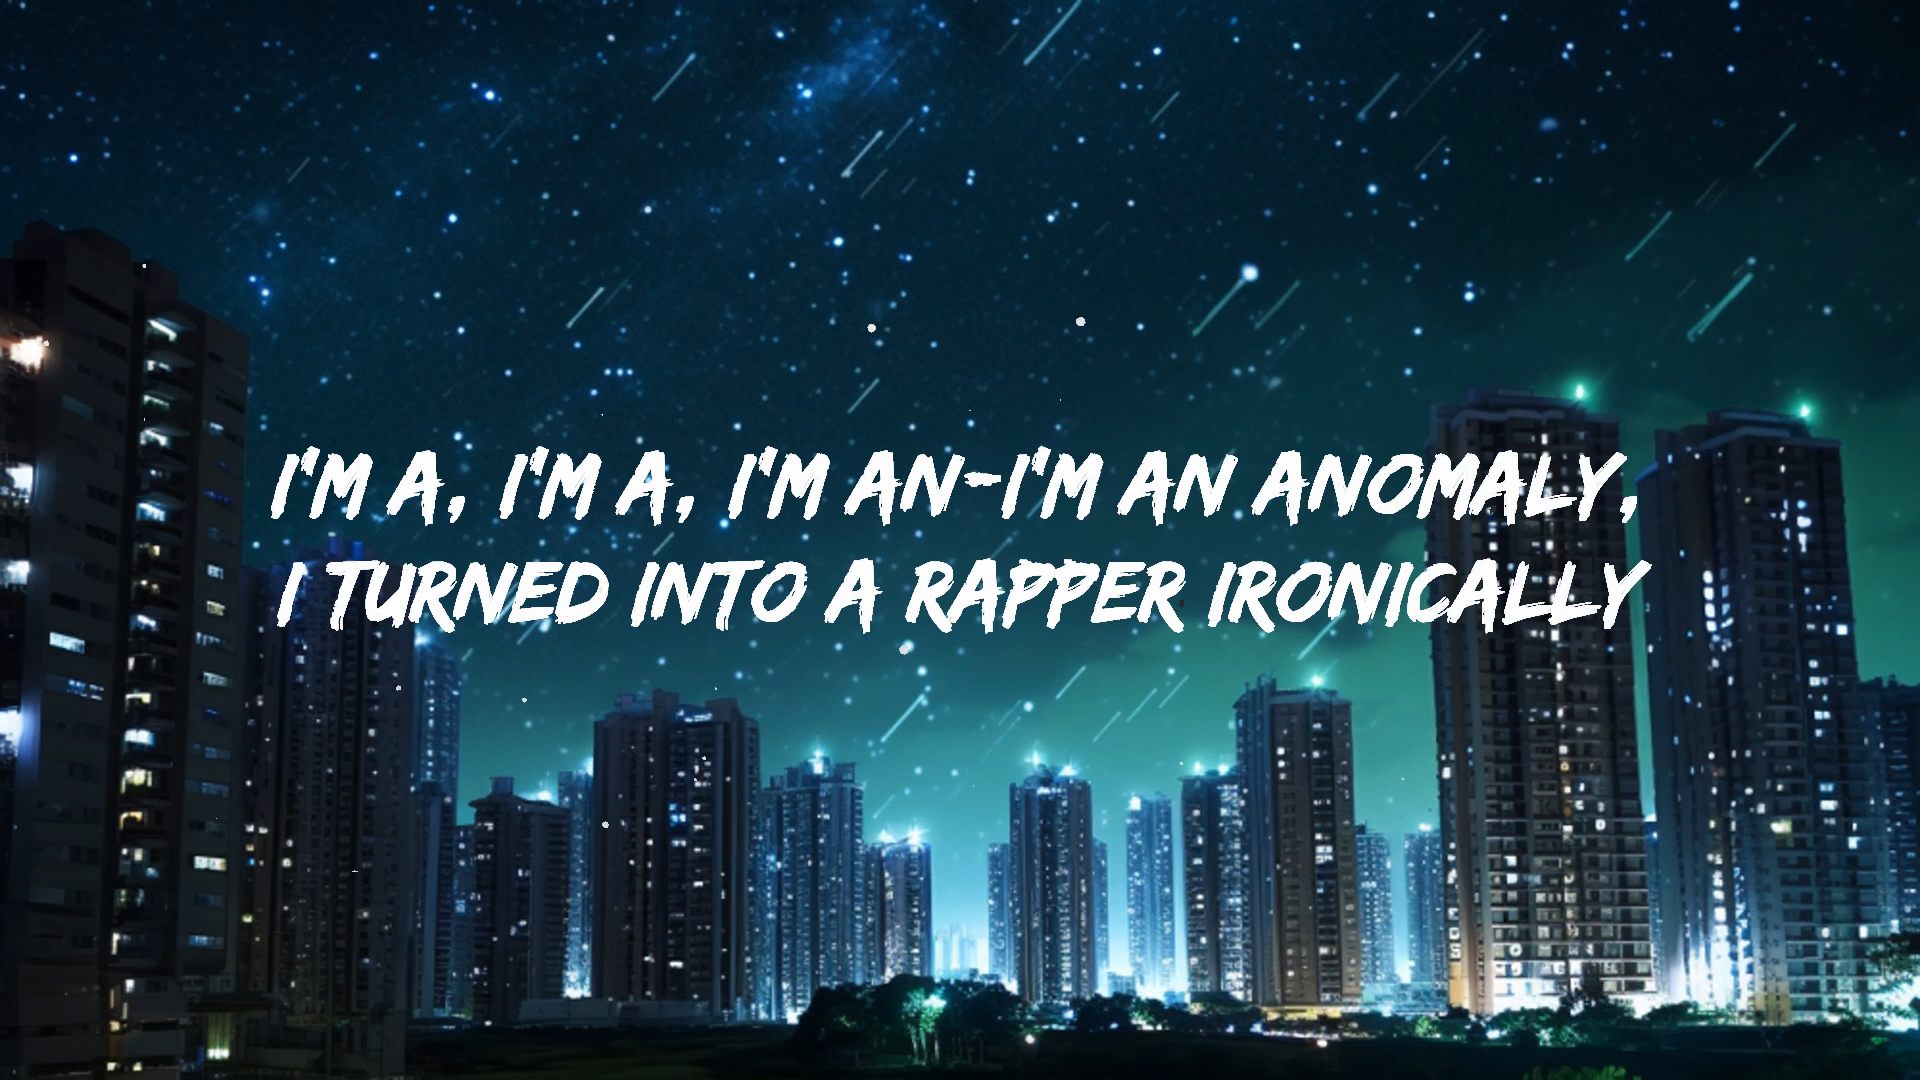 I'M A, I'M A, I'M AN-I'M AN ANOMALY,
I TURNED INTO A RAPPER IRONICALLY